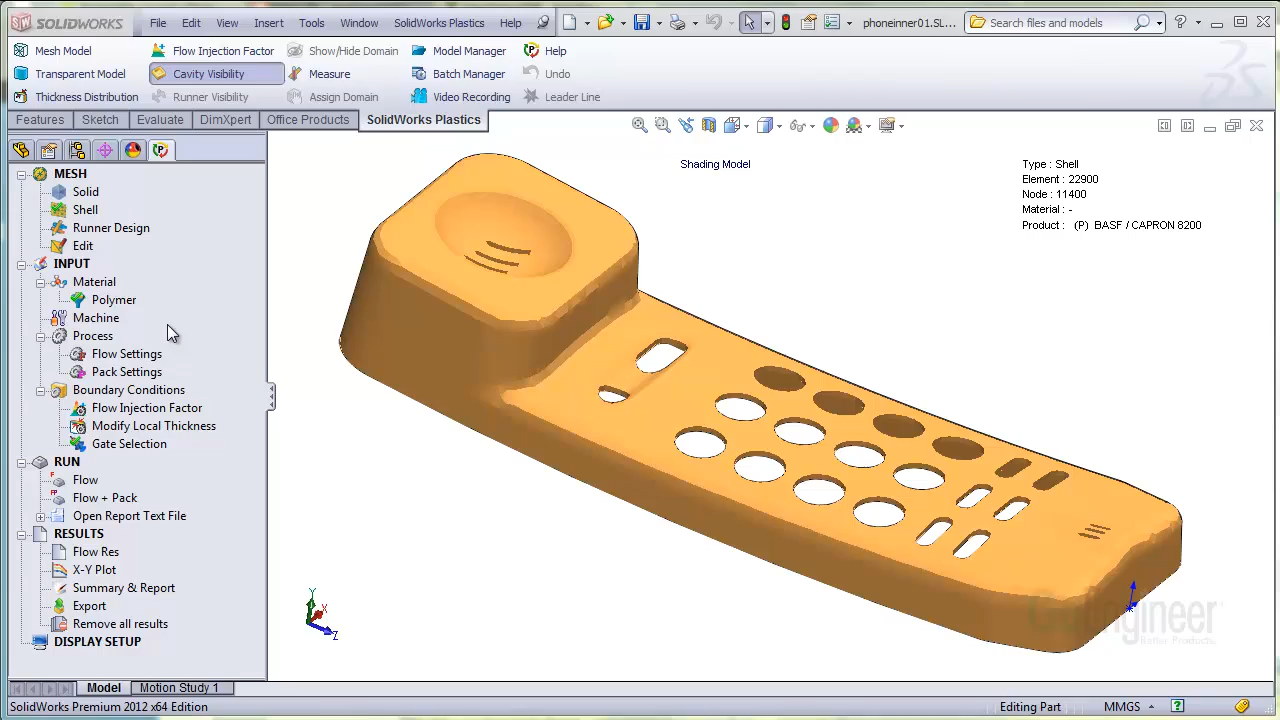 SOLIDWORKS File Edit View Insert Tools Window SolidWorks Plastics Help phoneinner01.SL... Search files and models
Mesh Model Flow Injection Factor Show/Hide Domain Model Manager Help
Transparent Model Cavity Visibility Measure Batch Manager Undo
Thickness Distribution Runner Visibility Assign Domain Video Recording Leader Line
Features Sketch Evaluate DimXpert Office Products SolidWorks Plastics
Shading Model
Type : Shell
Element : 22900
Node : 11400
Material : -
Product : (P) BASF / CAPRON 8200
MESH
Solid
Shell
Runner Design
Edit
INPUT
Material
Polymer
Machine
Process
Flow Settings
Pack Settings
Boundary Conditions
Flow Injection Factor
Modify Local Thickness
Gate Selection
RUN
Flow
Flow + Pack
Open Report Text File
RESULTS
Flow Res
X-Y Plot
Summary & Report
Export
Remove all results
DISPLAY SETUP
Y
X
Z
GoEngineer
Better Products.
Model Motion Study 1
SolidWorks Premium 2012 x64 Edition Editing Part MMGS